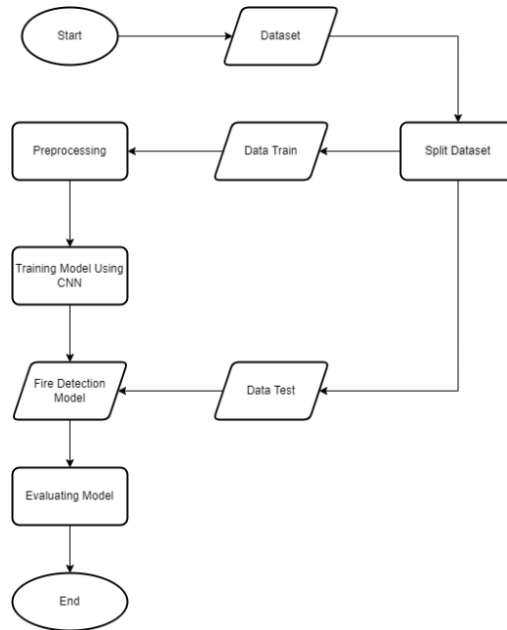 Start
Dataset
Preprocessing
Data Train
Split Dataset
Training Model Using
CNN
Fire Detection
Model
Data Test
Evaluating Model
End